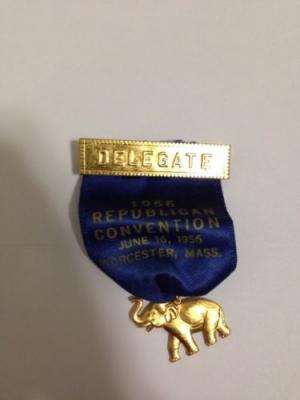 DELEGATE
1956
REPUBLICAN
CONVENTION
JUNE 16, 1956
WORCESTER, MASS.